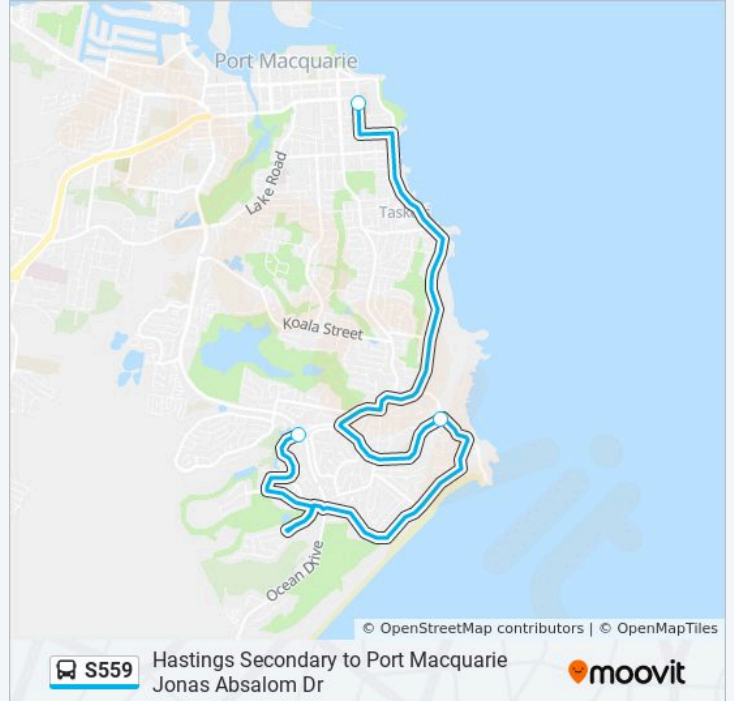 Port Macquarie
Lake Road
Koala Street
Ocean Drive
© OpenStreetMap contributors | © OpenMapTiles
S559
Hastings Secondary to Port Macquarie
Jonas Absalom Dr
moovit